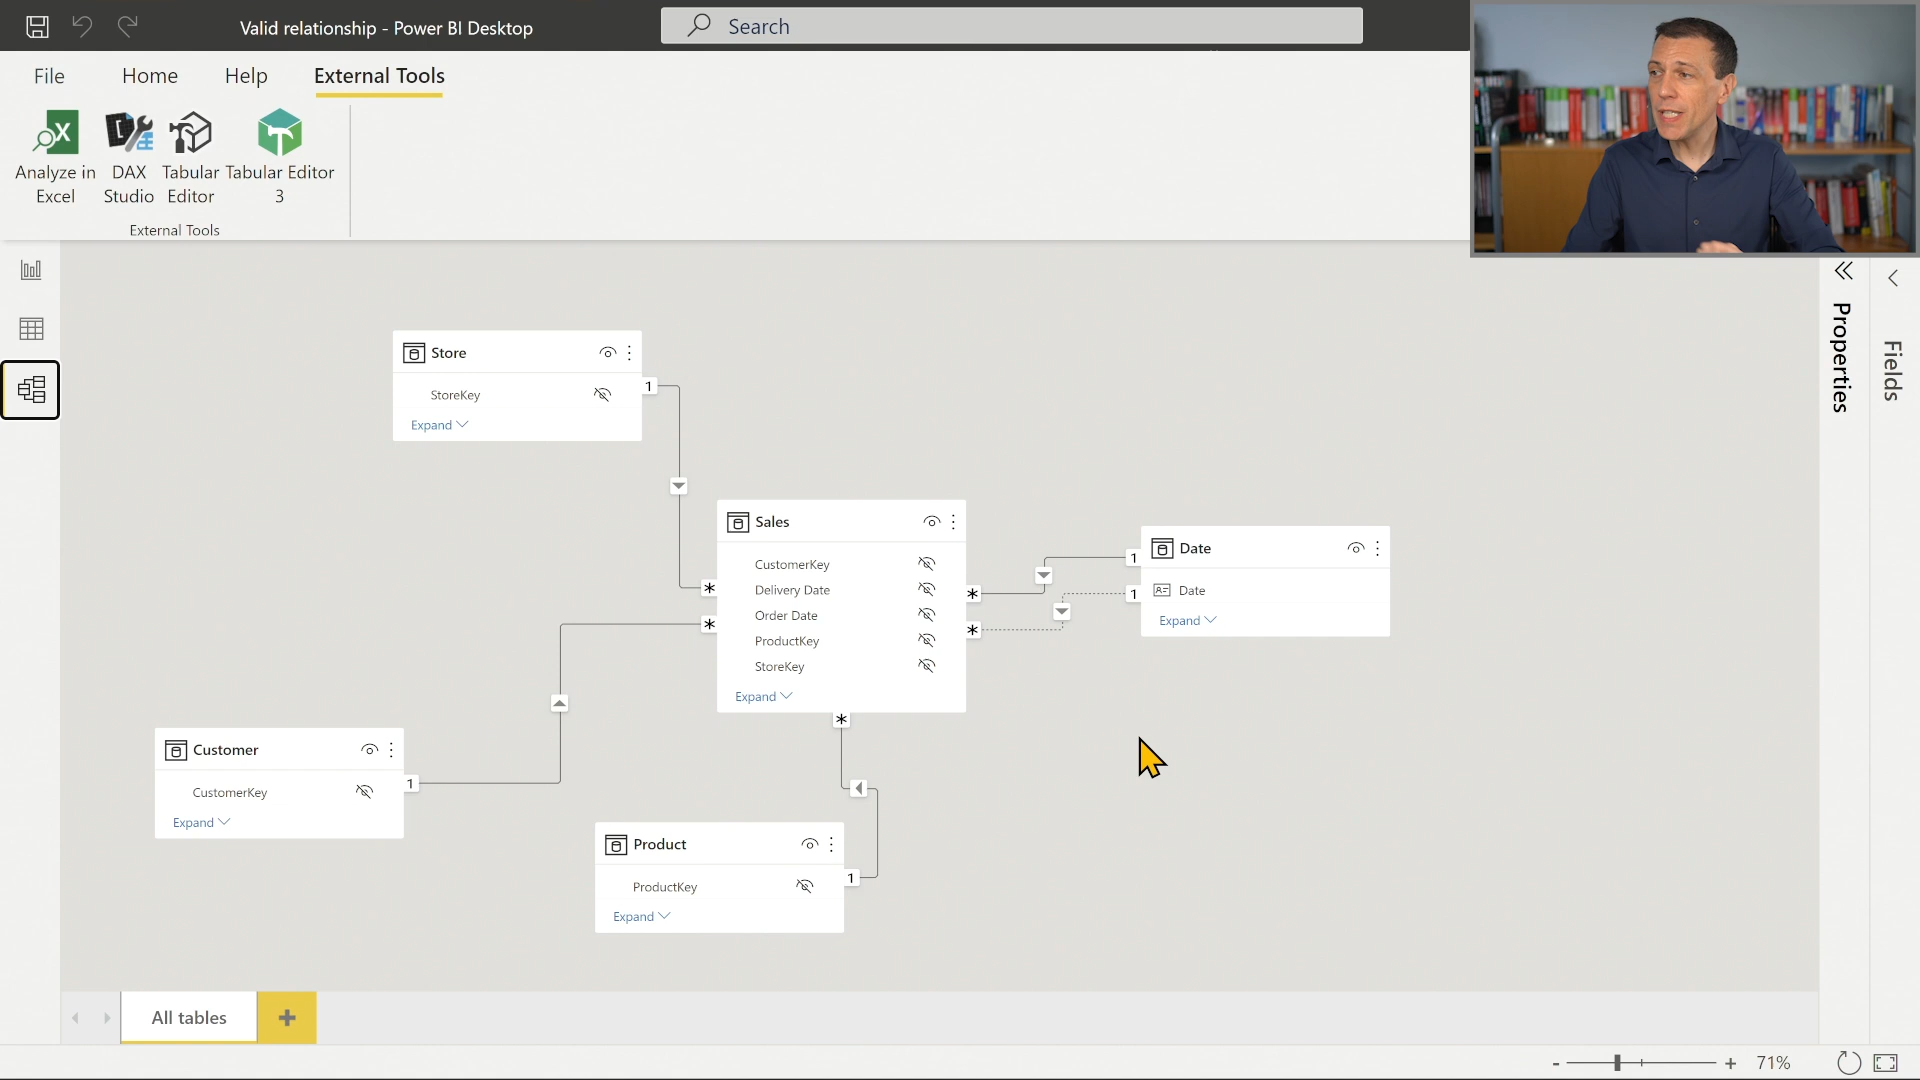 Valid relationship - Power BI Desktop
Search
File
Home
Help
External Tools
Analyze in
Excel
DAX
Studio
Tabular
Editor
Tabular Editor
3
External Tools
Properties
Fields
Store
1
StoreKey
Expand
Sales
CustomerKey
Delivery Date
Order Date
ProductKey
StoreKey
Expand
*
*
*
*
*
1
1
Date
Date
Expand
Customer
CustomerKey
1
Expand
Product
ProductKey
1
Expand
All tables
+
- + 71%